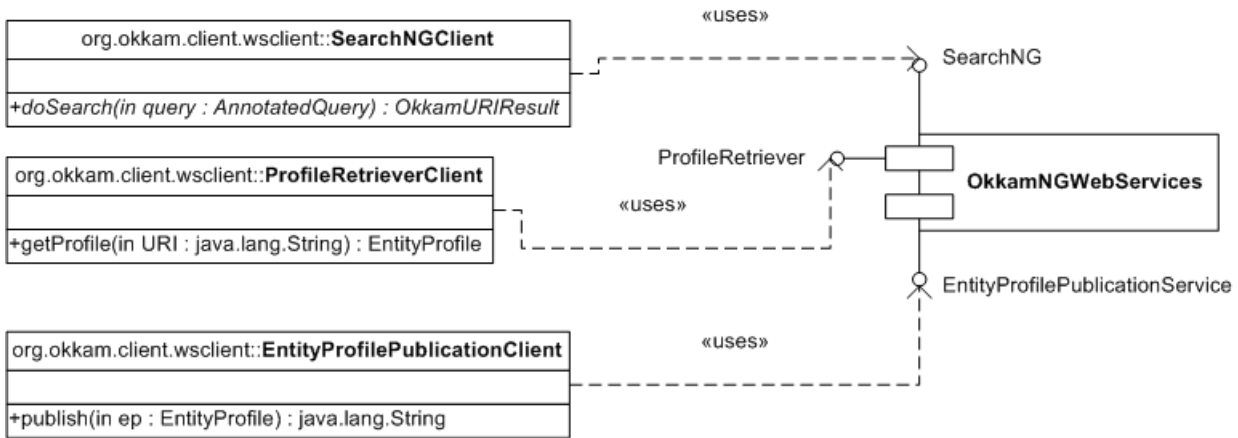 «uses»
org.okkam.client.wsclient::SearchNGClient
«uses»
SearchNG
+doSearch(in query : AnnotatedQuery) : OkkamURIResult
ProfileRetriever
org.okkam.client.wsclient::ProfileRetrieverClient
OkkamNGWebServices
«uses»
+getProfile(in URI : java.lang.String) : EntityProfile
EntityProfilePublicationService
«uses»
org.okkam.client.wsclient::EntityProfilePublicationClient
+publish(in ep : EntityProfile) : java.lang.String